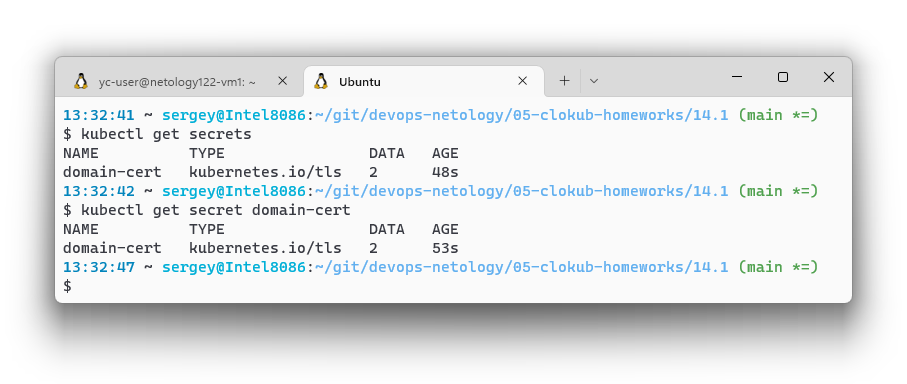 yc-user@netology122-vm1: ~ Ubuntu
13:32:41 ~ sergey@Intel8086:~/git/devops-netology/05-clokub-homeworks/14.1 (main *=)
$ kubectl get secrets
NAME          TYPE                DATA   AGE
domain-cert   kubernetes.io/tls   2      48s
13:32:42 ~ sergey@Intel8086:~/git/devops-netology/05-clokub-homeworks/14.1 (main *=)
$ kubectl get secret domain-cert
NAME          TYPE                DATA   AGE
domain-cert   kubernetes.io/tls   2      53s
13:32:47 ~ sergey@Intel8086:~/git/devops-netology/05-clokub-homeworks/14.1 (main *=)
$